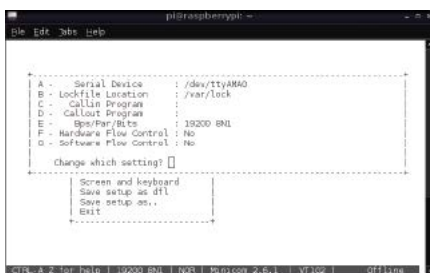 pi@raspberrypi: ~
File Edit Tabs Help
A - Serial Device : /dev/ttyAMA0
B - Lockfile Location : /var/lock
C - Callin Program :
D - Callout Program :
E - Bps/Par/Bits : 19200 8N1
F - Hardware Flow Control : No
G - Software Flow Control : No
Change which setting?
Screen and keyboard
Save setup as dfl
Save setup as..
Exit
CTRL-A Z for help | 19200 8N1 | NOR | Minicom 2.6.1 | VT102 | Offline